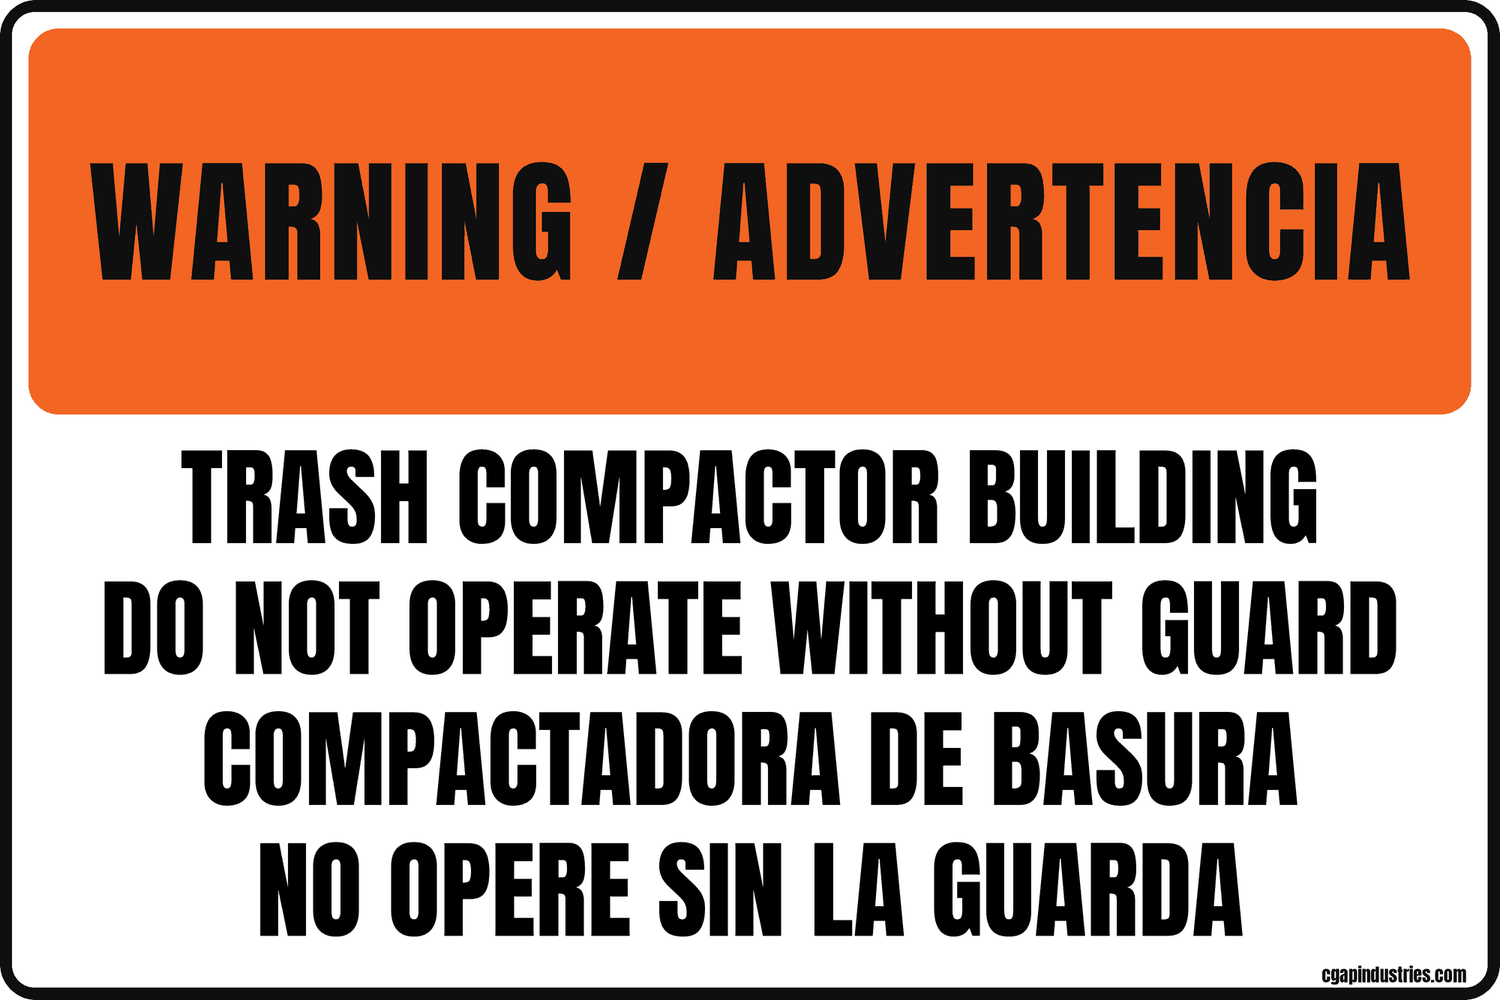 WARNING / ADVERTENCIA
TRASH COMPACTOR BUILDING
DO NOT OPERATE WITHOUT GUARD
COMPACTADORA DE BASURA
NO OPERE SIN LA GUARDA
cgapindustries.com